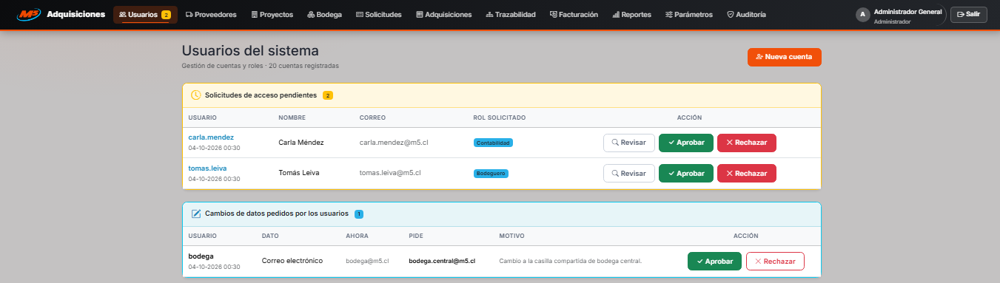 M5 Adquisiciones Usuarios 2 Proveedores Proyectos Bodega Solicitudes Adquisiciones Trazabilidad Facturación Reportes Parámetros Auditoría A Administrador General Salir
Administrador
Usuarios del sistema
Nueva cuenta
Gestión de cuentas y roles · 20 cuentas registradas
Solicitudes de acceso pendientes 2
USUARIO NOMBRE CORREO ROL SOLICITADO ACCIÓN
carla.mendez
04-10-2026 00:30
Carla Méndez carla.mendez@m5.cl Contabilidad Revisar Aprobar Rechazar
tomas.leiva
04-10-2026 00:30
Tomás Leiva tomas.leiva@m5.cl Bodeguero Revisar Aprobar Rechazar
Cambios de datos pedidos por los usuarios 1
USUARIO DATO AHORA PIDE MOTIVO ACCIÓN
bodega
04-10-2026 00:30
Correo electrónico bodega@m5.cl bodega.central@m5.cl Cambio a la casilla compartida de bodega central. Aprobar Rechazar